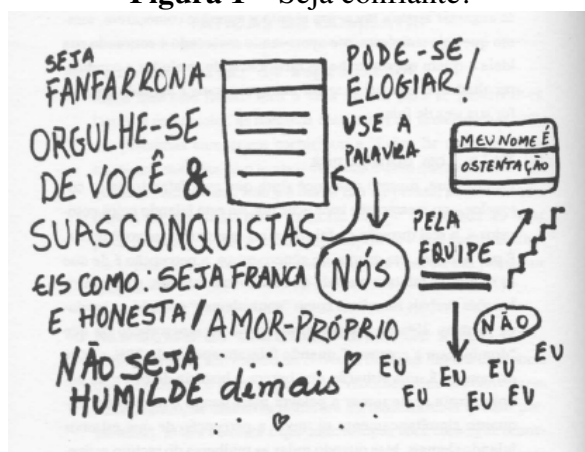 Figura 1 – Seja confiante!
SEJA
FANFARRONA
ORGULHE-SE
DE VOCÊ &
SUAS CONQUISTAS
EIS COMO: SEJA FRANCA
E HONESTA / AMOR-PRÓPRIO
NÃO SEJA
HUMILDE demais
PODE-SE
ELOGIAR!
USE A
PALAVRA
NÓS
MEU NOME É
OSTENTAÇÃO
PELA
EQUIPE
NÃO
EU EU EU EU
EU EU EU